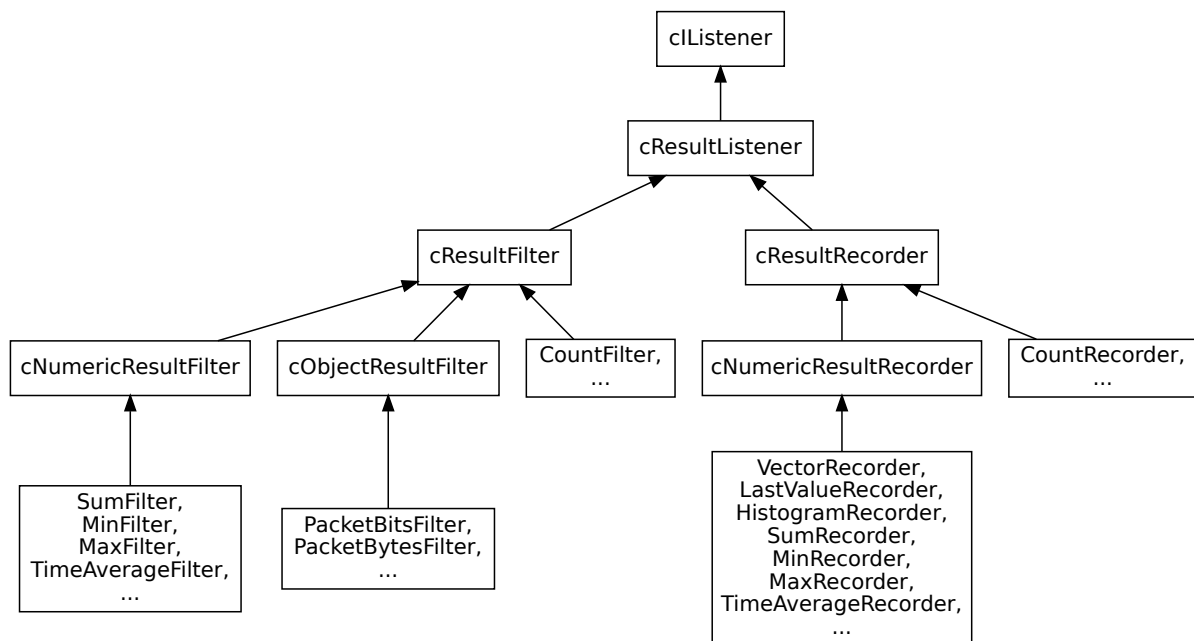 cIListener
cResultListener
cResultFilter
cResultRecorder
cNumericResultFilter
cObjectResultFilter
CountFilter,
...
cNumericResultRecorder
CountRecorder,
...
SumFilter,
MinFilter,
MaxFilter,
TimeAverageFilter,
...
PacketBitsFilter,
PacketBytesFilter,
...
VectorRecorder,
LastValueRecorder,
HistogramRecorder,
SumRecorder,
MinRecorder,
MaxRecorder,
TimeAverageRecorder,
...